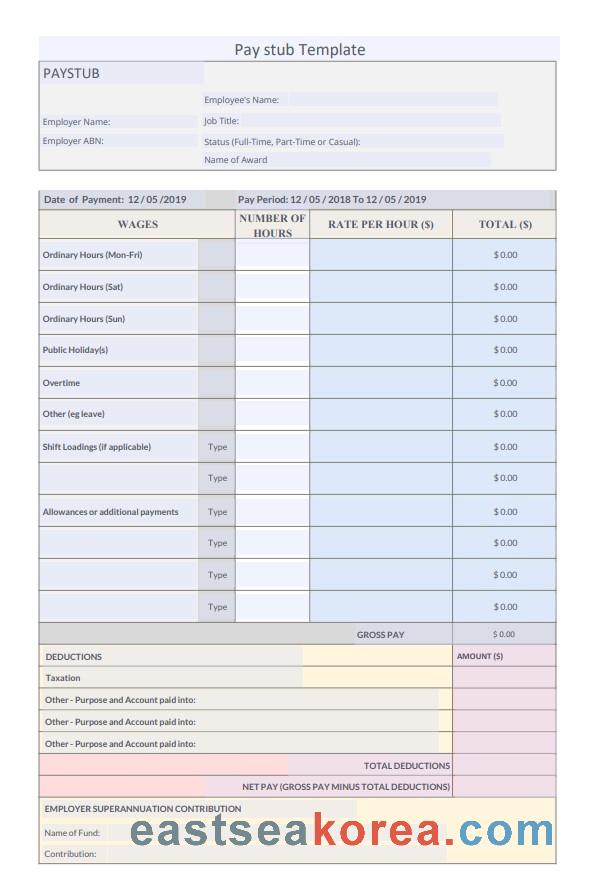 Pay stub Template
PAYSTUB
Employee's Name:
Employer Name:
Job Title:
Employer ABN:
Status (Full-Time, Part-Time or Casual):
Name of Award
Date of Payment: 12 / 05 /2019
Pay Period: 12 / 05 / 2018 To 12 / 05 / 2019
WAGES
NUMBER OF
HOURS
RATE PER HOUR ($)
TOTAL ($)
Ordinary Hours (Mon-Fri)
$ 0.00
Ordinary Hours (Sat)
$ 0.00
Ordinary Hours (Sun)
$ 0.00
Public Holiday(s)
$ 0.00
Overtime
$ 0.00
Other (eg leave)
$ 0.00
Shift Loadings (if applicable)
Type
$ 0.00
Type
$ 0.00
Allowances or additional payments
Type
$ 0.00
Type
$ 0.00
Type
$ 0.00
Type
$ 0.00
GROSS PAY
$ 0.00
DEDUCTIONS
AMOUNT ($)
Taxation
Other - Purpose and Account paid into:
Other - Purpose and Account paid into:
Other - Purpose and Account paid into:
TOTAL DEDUCTIONS
NET PAY (GROSS PAY MINUS TOTAL DEDUCTIONS)
EMPLOYER SUPERANNUATION CONTRIBUTION
Name of Fund:
eastseakorea.com
Contribution: